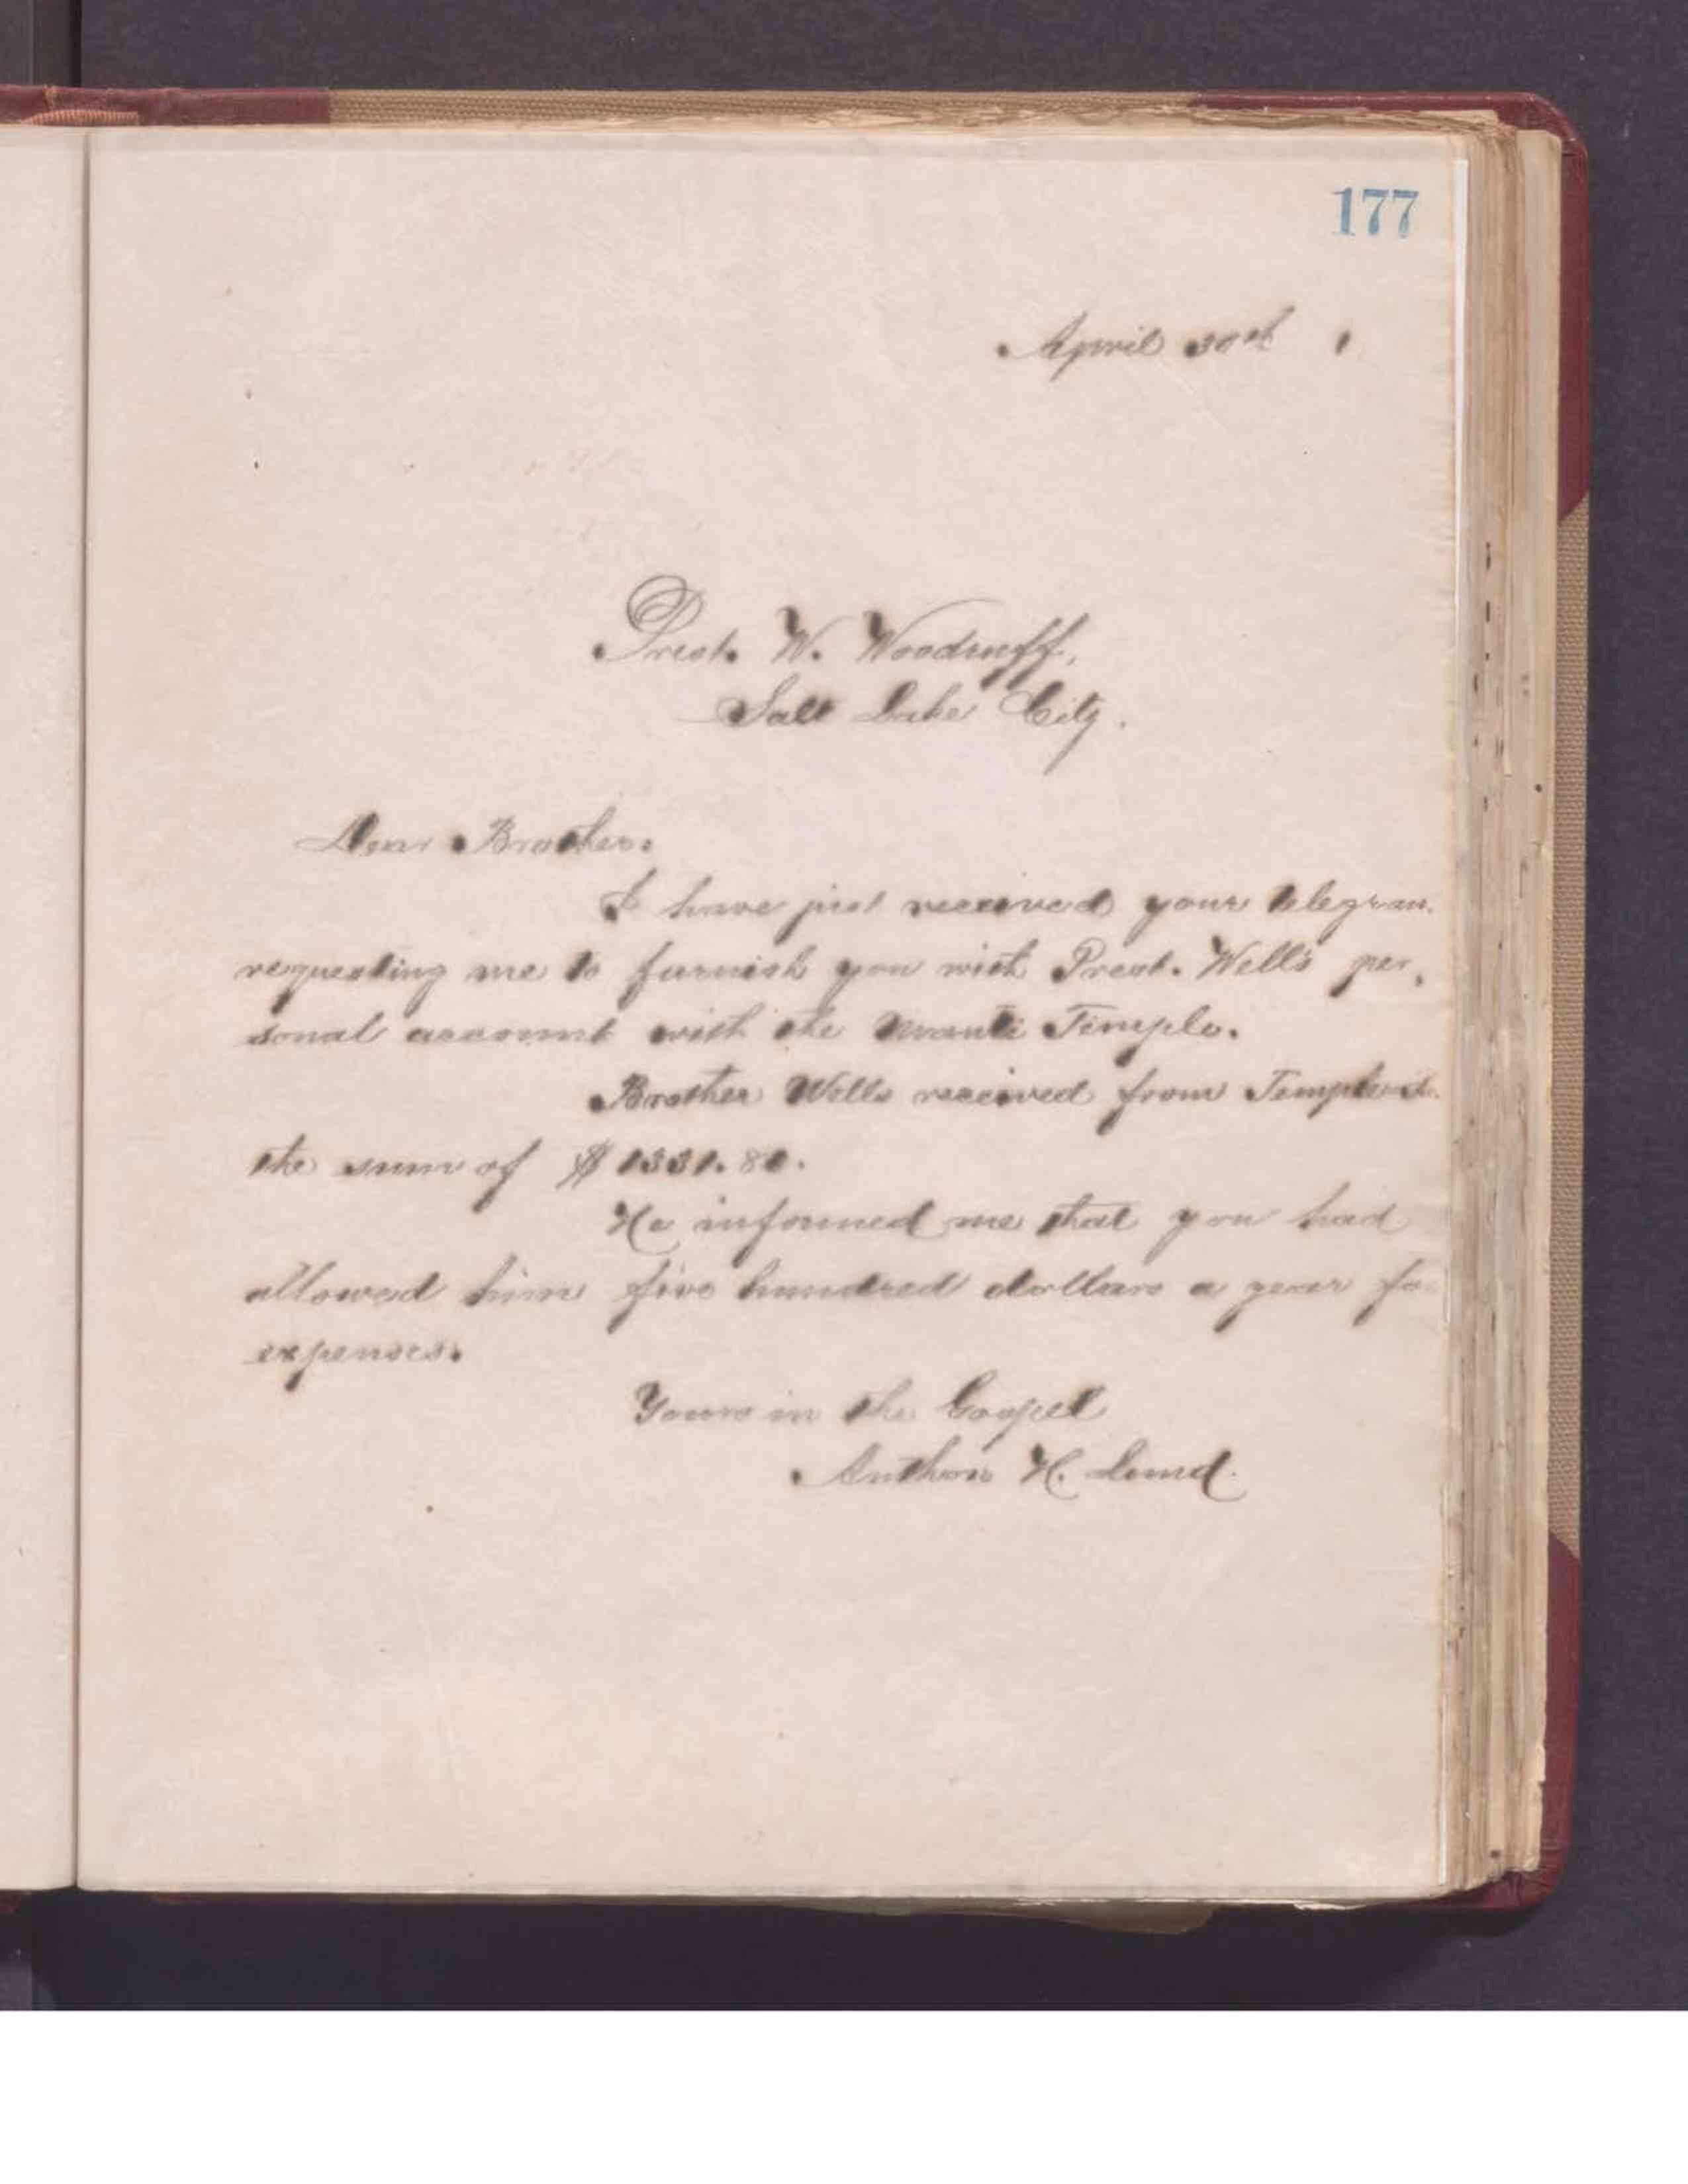 177
April 30th 1
Prest. W. Woodruff,
Salt Lake City.
Dear Brother.
I have just received your telegram
requesting me to furnish you with Prest. Wells per-
sonal account with the Manti Temple.
Brother Wells received from Temple
the sum of $ 1331.
He informed me that you had
allowed him five hundred dollars a year fo
expenses.
Yours in the Gospel
Anthon H. Lund.